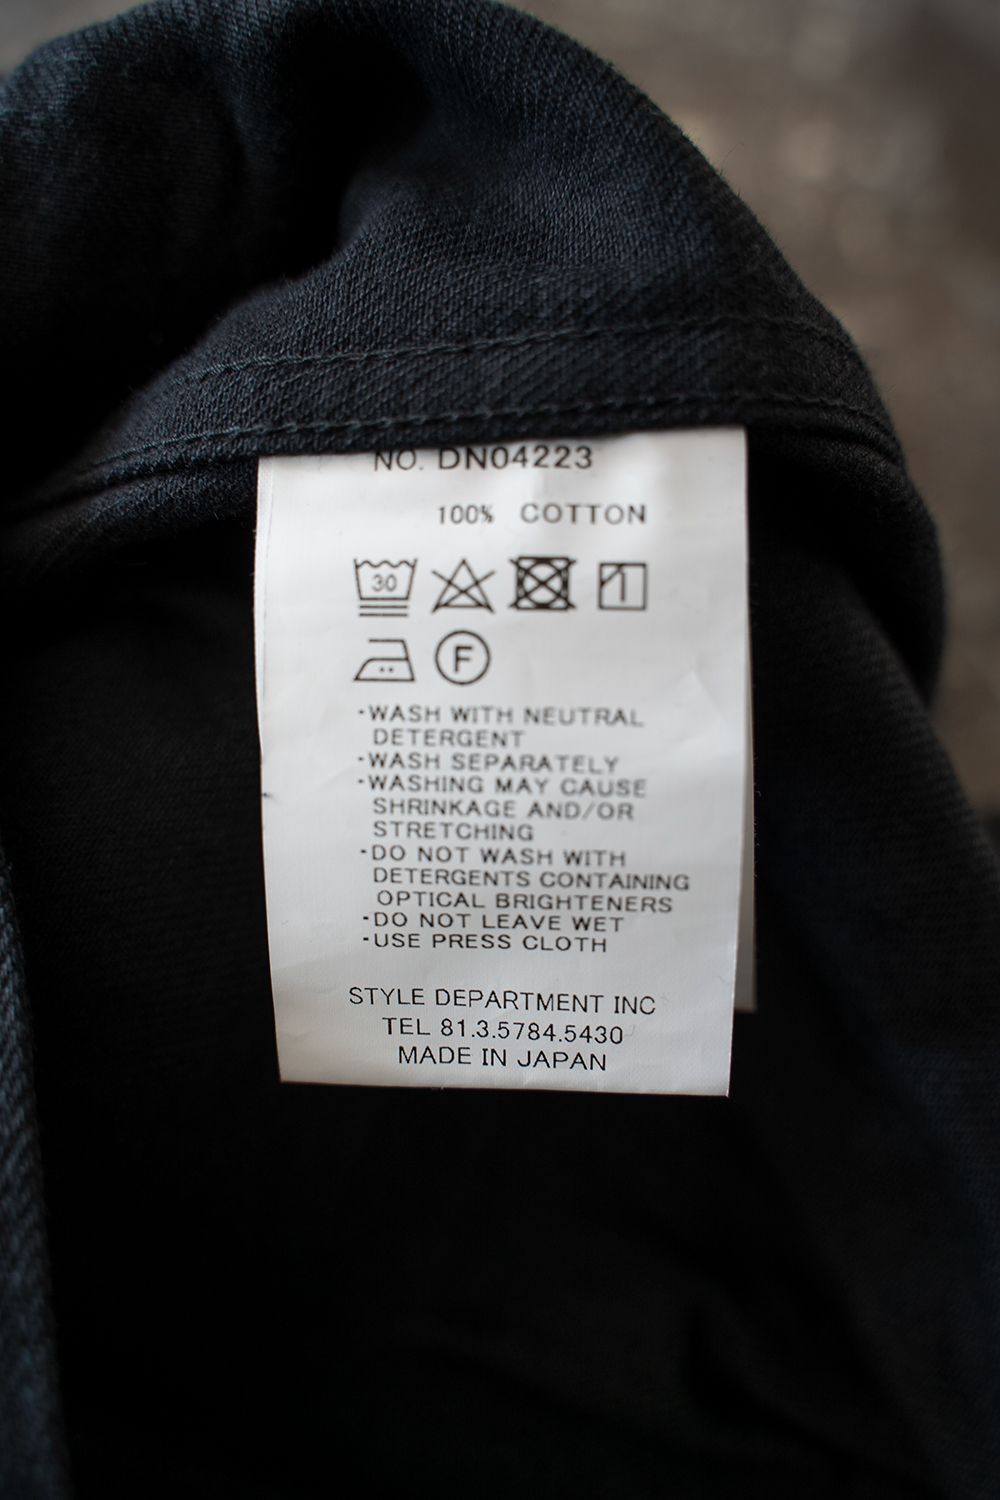 NO. DN04223
100% COTTON
30
1
F
·WASH WITH NEUTRAL
DETERGENT
·WASH SEPARATELY
·WASHING MAY CAUSE
SHRINKAGE AND/OR
STRETCHING
·DO NOT WASH WITH
DETERGENTS CONTAINING
OPTICAL BRIGHTENERS
·DO NOT LEAVE WET
·USE PRESS CLOTH
STYLE DEPARTMENT INC
TEL 81.3.5784.5430
MADE IN JAPAN